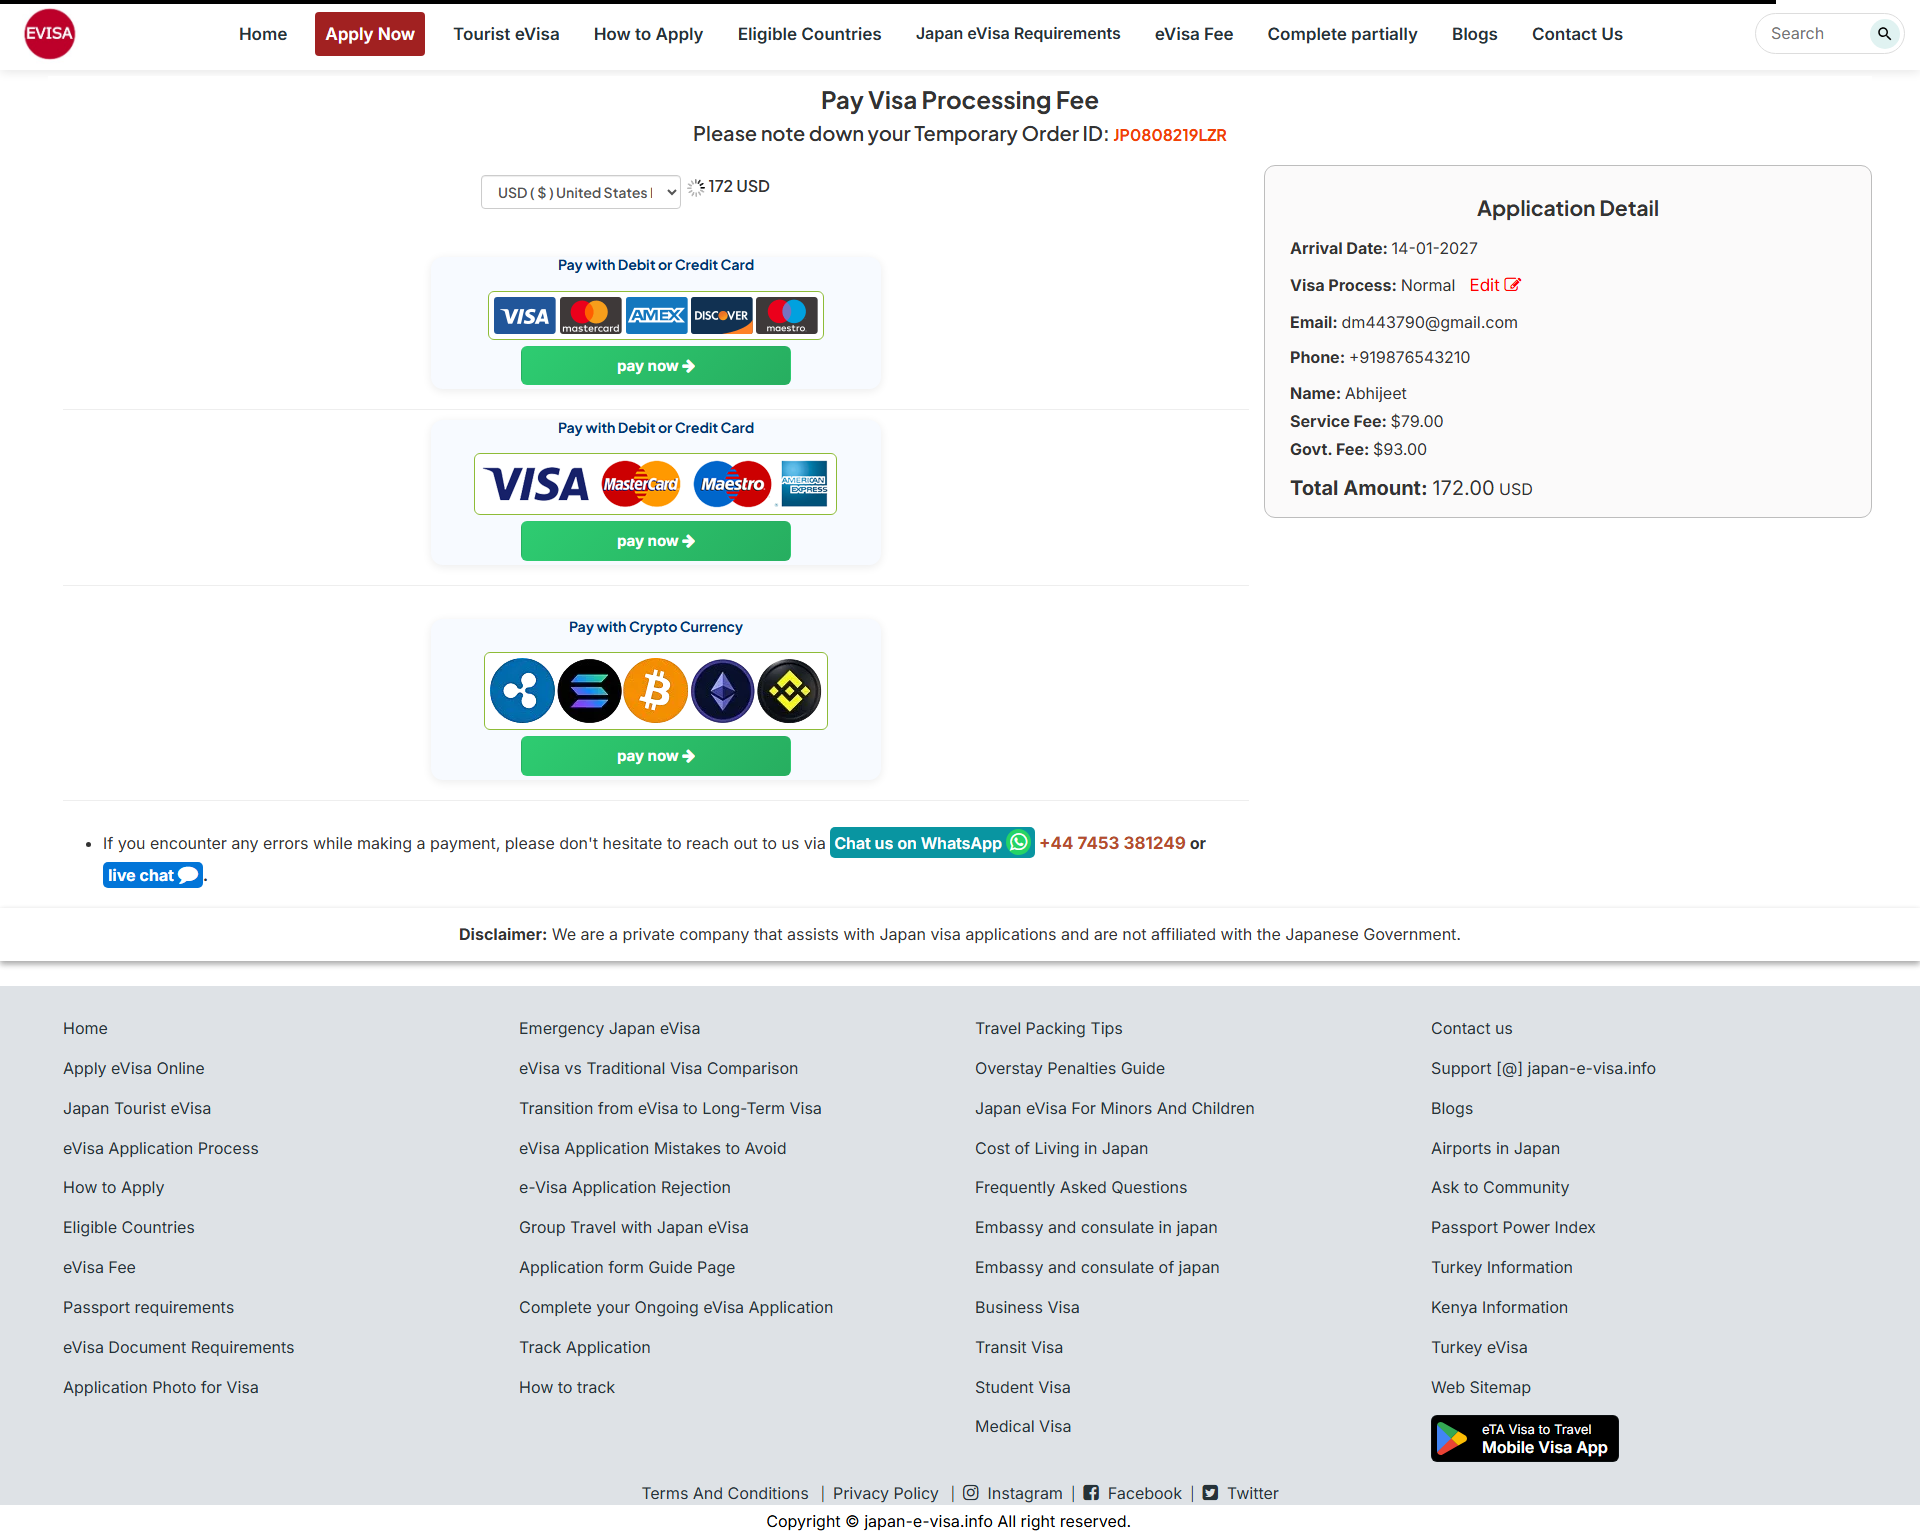 EVISA
Home
Apply Now
Tourist eVisa
How to Apply
Eligible Countries
Japan eVisa Requirements
eVisa Fee
Complete partially
Blogs
Contact Us
Search
Pay Visa Processing Fee
Please note down your Temporary Order ID: JP0808219LZR
USD ( $ ) United States
172 USD
Pay with Debit or Credit Card
VISA mastercard AMEX DISCOVER maestro
pay now
Pay with Debit or Credit Card
VISA MasterCard Maestro AMERICAN EXPRESS
pay now
Pay with Crypto Currency
pay now
• If you encounter any errors while making a payment, please don't hesitate to reach out to us via Chat us on WhatsApp +44 7453 381249 or
live chat .
Application Detail
Arrival Date: 14-01-2027
Visa Process: Normal Edit
Email: dm443790@gmail.com
Phone: +919876543210
Name: Abhijeet
Service Fee: $79.00
Govt. Fee: $93.00
Total Amount: 172.00 USD
Disclaimer: We are a private company that assists with Japan visa applications and are not affiliated with the Japanese Government.
Home
Apply eVisa Online
Japan Tourist eVisa
eVisa Application Process
How to Apply
Eligible Countries
eVisa Fee
Passport requirements
eVisa Document Requirements
Application Photo for Visa
Emergency Japan eVisa
eVisa vs Traditional Visa Comparison
Transition from eVisa to Long-Term Visa
eVisa Application Mistakes to Avoid
e-Visa Application Rejection
Group Travel with Japan eVisa
Application form Guide Page
Complete your Ongoing eVisa Application
Track Application
How to track
Travel Packing Tips
Overstay Penalties Guide
Japan eVisa For Minors And Children
Cost of Living in Japan
Frequently Asked Questions
Embassy and consulate in japan
Embassy and consulate of japan
Business Visa
Transit Visa
Student Visa
Medical Visa
Contact us
Support [@] japan-e-visa.info
Blogs
Airports in Japan
Ask to Community
Passport Power Index
Turkey Information
Kenya Information
Turkey eVisa
Web Sitemap
eTA Visa to Travel
Mobile Visa App
Terms And Conditions | Privacy Policy | Instagram | Facebook | Twitter
Copyright © japan-e-visa.info All right reserved.